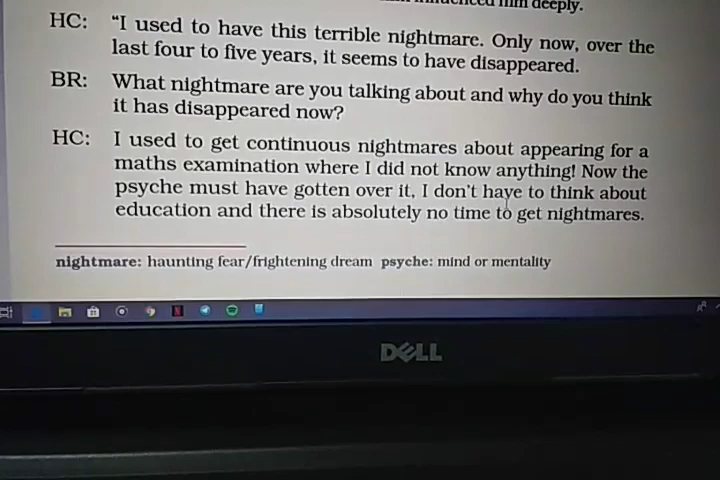 him deeply.
HC: “I used to have this terrible nightmare. Only now, over the
last four to five years, it seems to have disappeared.
BR: What nightmare are you talking about and why do you think
it has disappeared now?
HC: I used to get continuous nightmares about appearing for a
maths examination where I did not know anything! Now the
psyche must have gotten over it, I don't have to think about
education and there is absolutely no time to get nightmares.
nightmare: haunting fear/frightening dream psyche: mind or mentality
DELL